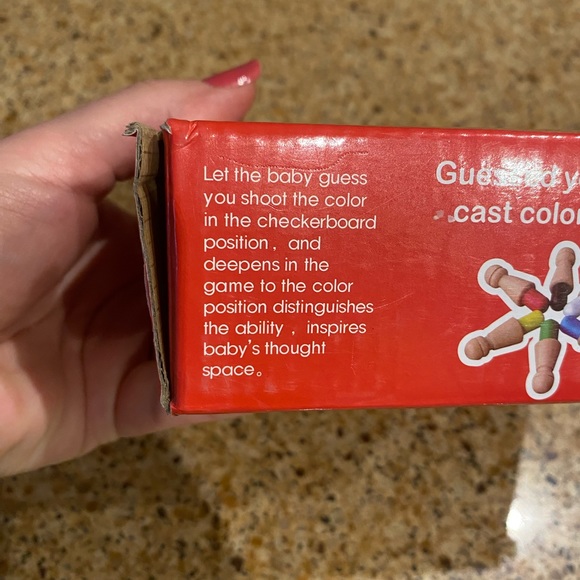 Let the baby guess
you shoot the color
in the checkerboard
position, and
deepens in the
game to the color
position distinguishes
the ability, inspires
baby's thought
space。
cast